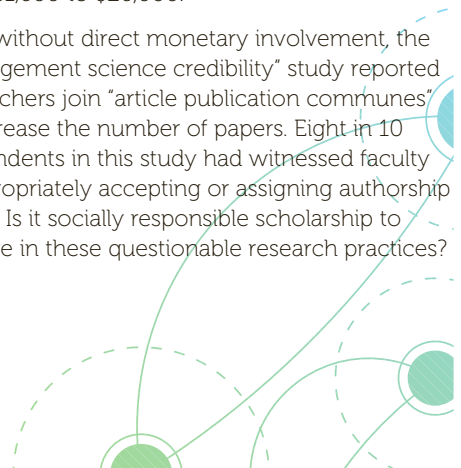 without direct monetary involvement, the
gement science credibility” study reported
chers join “article publication communes”
rease the number of papers. Eight in 10
ndents in this study had witnessed faculty
ropriately accepting or assigning authorship
Is it socially responsible scholarship to
e in these questionable research practices?